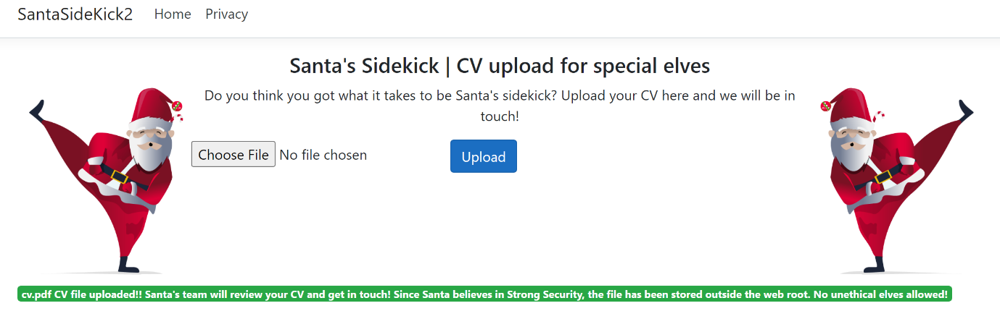 SantaSideKick2 Home Privacy
Santa's Sidekick | CV upload for special elves
Do you think you got what it takes to be Santa's sidekick? Upload your CV here and we will be in
touch!
Choose File No file chosen Upload
cv.pdf CV file uploaded!! Santa's team will review your CV and get in touch! Since Santa believes in Strong Security, the file has been stored outside the web root. No unethical elves allowed!